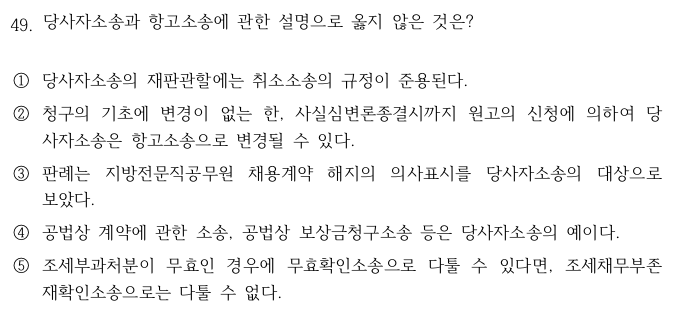 49. 당사자소송과 항고소송에 관한 설명으로 옳지 않은 것은?
① 당사자소송의 재판관할에는 취소소송의 규정이 준용된다.
② 청구의 기초에 변경이 없는 한, 사실심변론종결시까지 원고의 신청에 의하여 당
사자소송은 항고소송으로 변경될 수 있다.
③ 판례는 지방전문직공무원 채용계약 해지의 의사표시를 당사자소송의 대상으로
보았다.
④ 공법상 계약에 관한 소송, 공법상 보상금청구소송 등은 당사자소송의 예이다.
⑤ 조세부과처분이 무효인 경우에 무효확인소송으로 다툴 수 있다면, 조세채무부존
재확인소송으로는 다툴 수 없다.